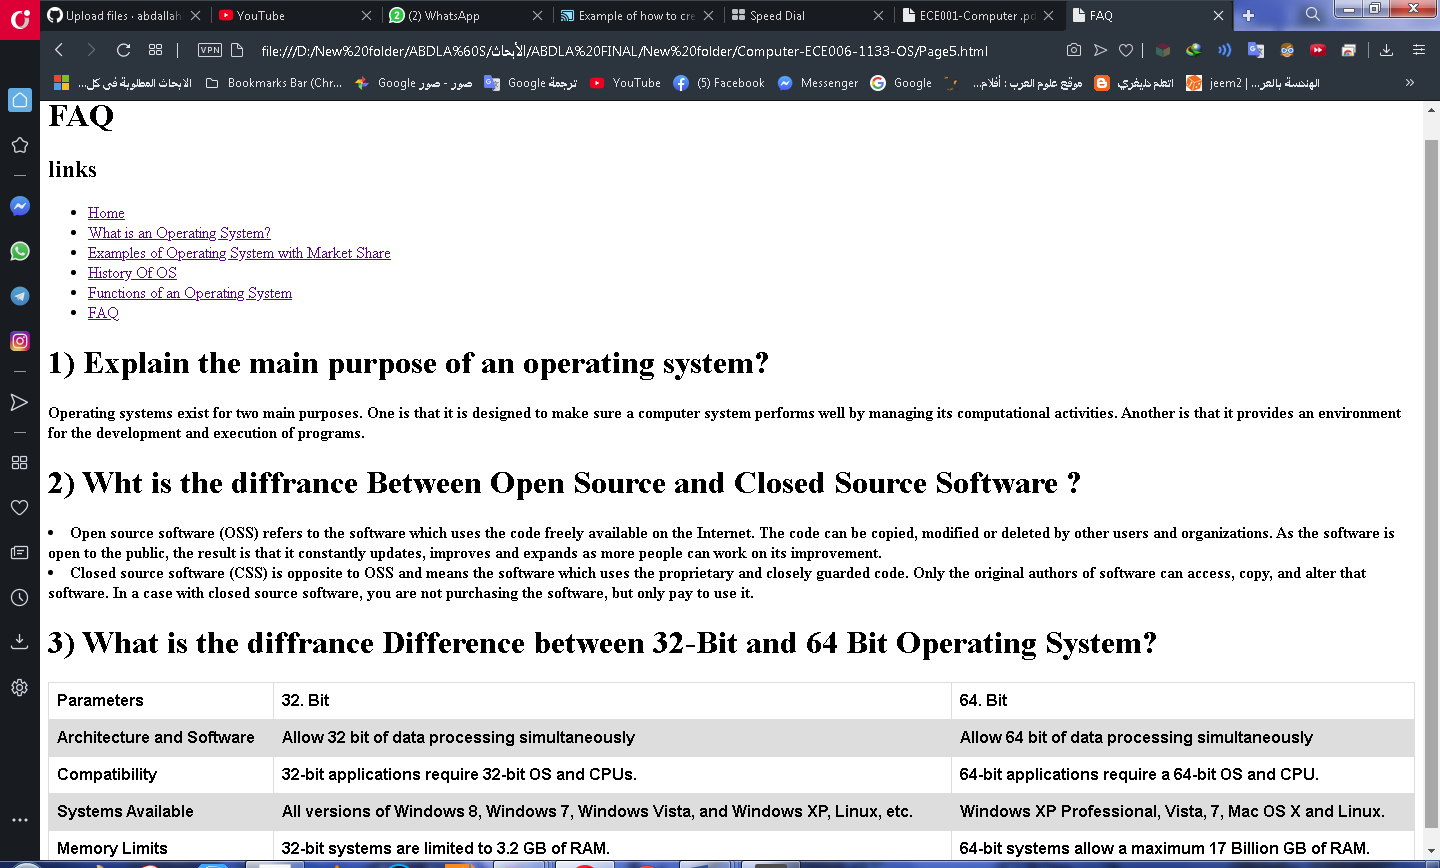 Upload files · abdallah
YouTube
(2) WhatsApp
Example of how to cre
Speed Dial
ECE001-Computer .pd
FAQ
VPN
file:///D:/New%20folder/ABDLA%60S/الأبحاث/ABDLA%20FINAL/New%20folder/Computer-ECE006-1133-OS/Page5.html
الابحاث المطلوبة فى كل...
Bookmarks Bar (Chr...
صور - صور Google
ترجمة Google
YouTube
(5) Facebook
Messenger
Google
موقع علوم العرب : أفلام...
اتعلم دليفري
jeem2 | الهندسة بالعر...
FAQ
links
Home
What is an Operating System?
Examples of Operating System with Market Share
History Of OS
Functions of an Operating System
FAQ
1) Explain the main purpose of an operating system?
Operating systems exist for two main purposes. One is that it is designed to make sure a computer system performs well by managing its computational activities. Another is that it provides an environment
for the development and execution of programs.
2) Wht is the diffrance Between Open Source and Closed Source Software ?
• Open source software (OSS) refers to the software which uses the code freely available on the Internet. The code can be copied, modified or deleted by other users and organizations. As the software is
open to the public, the result is that it constantly updates, improves and expands as more people can work on its improvement.
• Closed source software (CSS) is opposite to OSS and means the software which uses the proprietary and closely guarded code. Only the original authors of software can access, copy, and alter that
software. In a case with closed source software, you are not purchasing the software, but only pay to use it.
3) What is the diffrance Difference between 32-Bit and 64 Bit Operating System?
Parameters 32. Bit 64. Bit
Architecture and Software Allow 32 bit of data processing simultaneously Allow 64 bit of data processing simultaneously
Compatibility 32-bit applications require 32-bit OS and CPUs. 64-bit applications require a 64-bit OS and CPU.
Systems Available All versions of Windows 8, Windows 7, Windows Vista, and Windows XP, Linux, etc. Windows XP Professional, Vista, 7, Mac OS X and Linux.
Memory Limits 32-bit systems are limited to 3.2 GB of RAM. 64-bit systems allow a maximum 17 Billion GB of RAM.